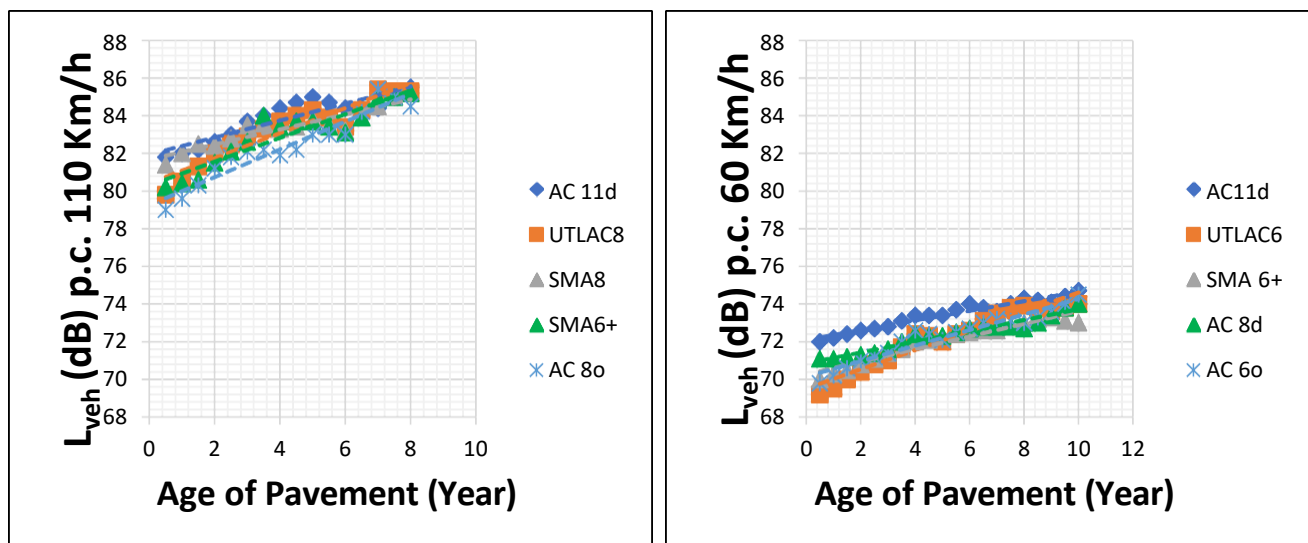 L_veh (dB) p.c. 110 Km/h
88
86
84
82
80
78
76
74
72
70
68
0 2 4 6 8 10
Age of Pavement (Year)
AC 11d
UTLAC8
SMA8
SMA6+
AC 8o
L_veh (dB) p.c. 60 Km/h
88
86
84
82
80
78
76
74
72
70
68
0 2 4 6 8 10 12
Age of Pavement (Year)
AC11d
UTLAC6
SMA 6+
AC 8d
AC 6o